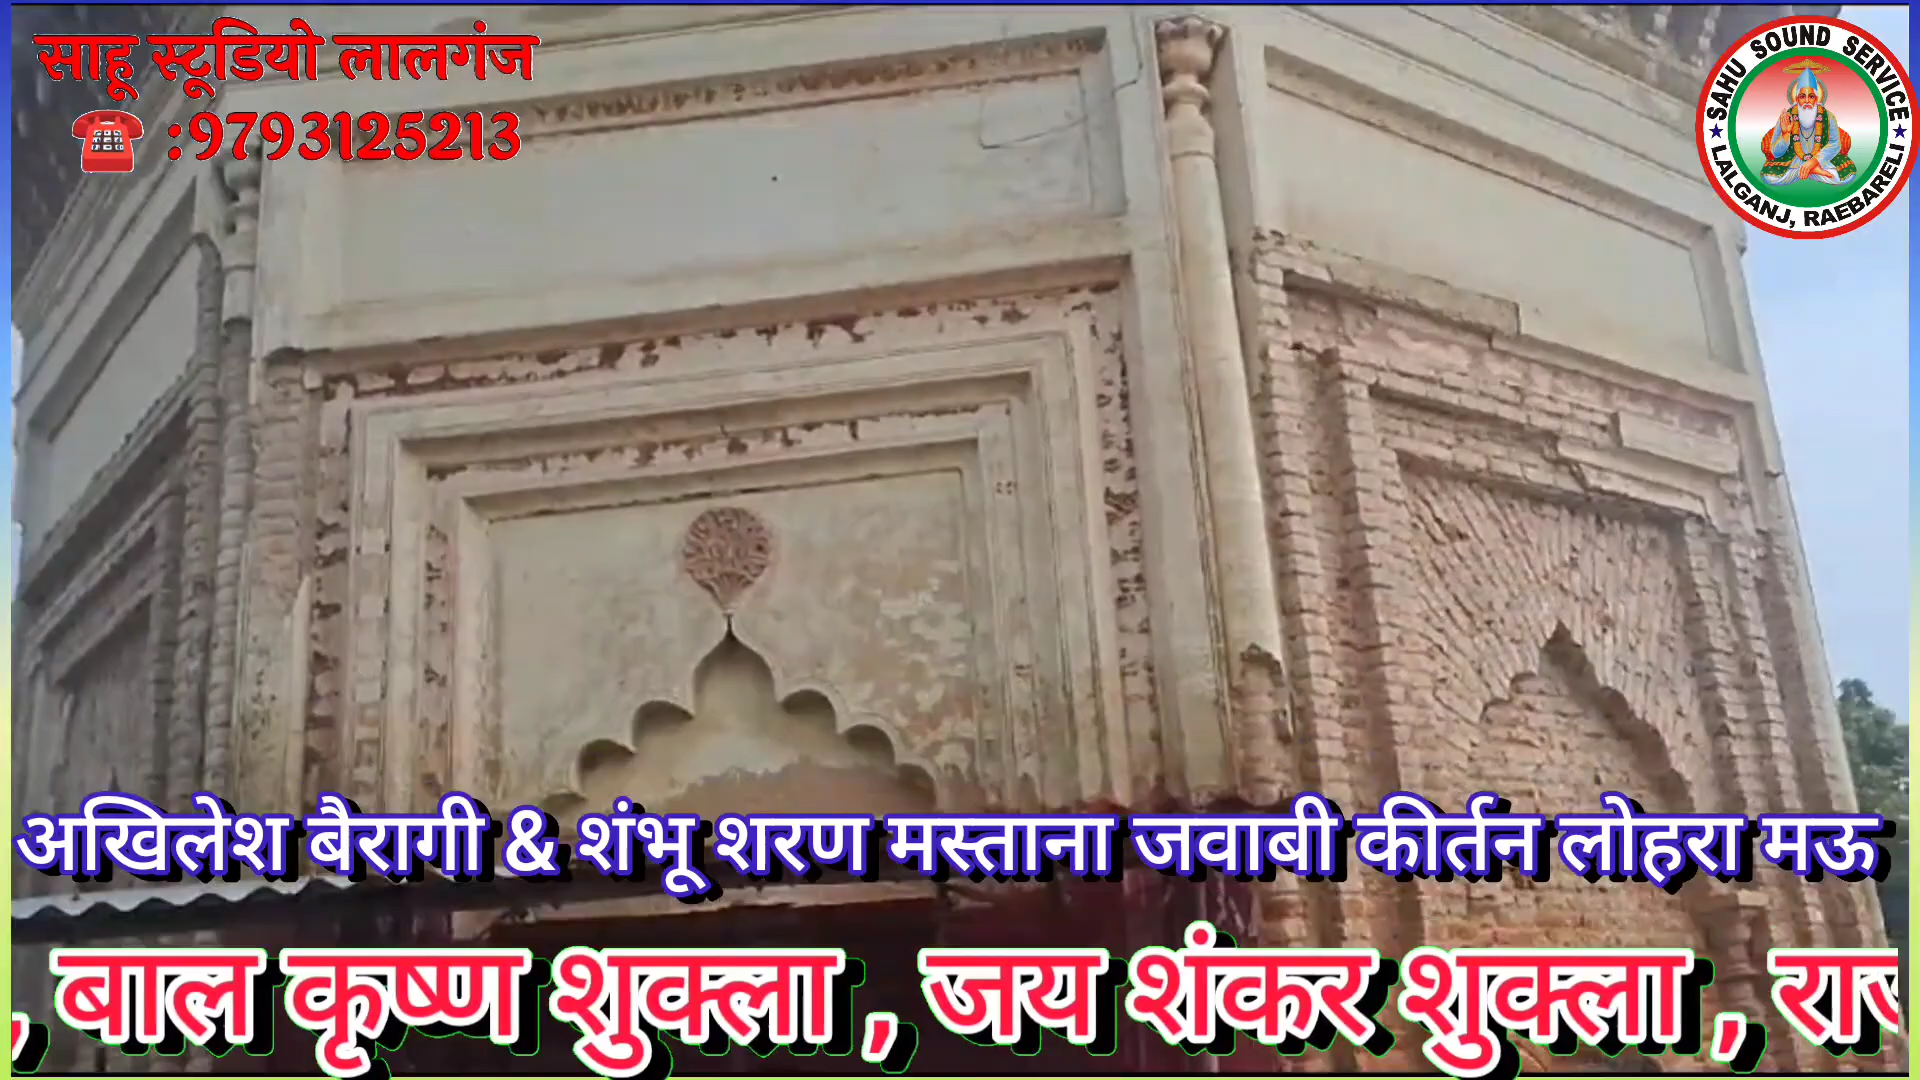 साहू स्टूडियो लालगंज
☎️ :9793125213
SAHU SOUND SERVICE
★ LALGANJ, RAEBARELI ★
अखिलेश बैरागी & शंभू शरण मस्ताना जवाबी कीर्तन लोहरा मऊ
, बाल कृष्ण शुक्ला , जय शंकर शुक्ला ,